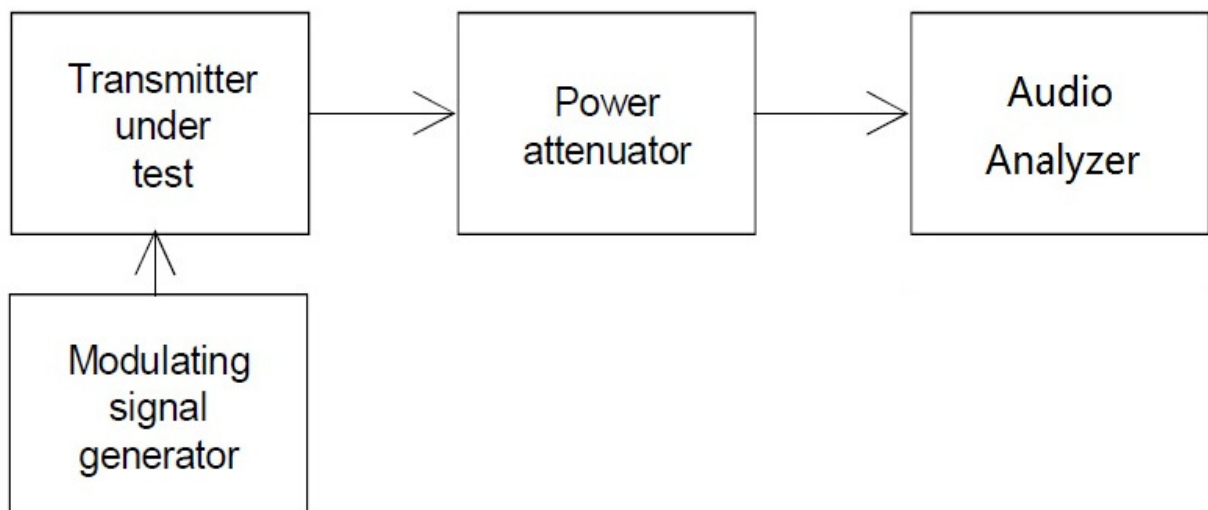 Transmitter
under
test
Power
attenuator
Audio
Analyzer
Modulating
signal
generator